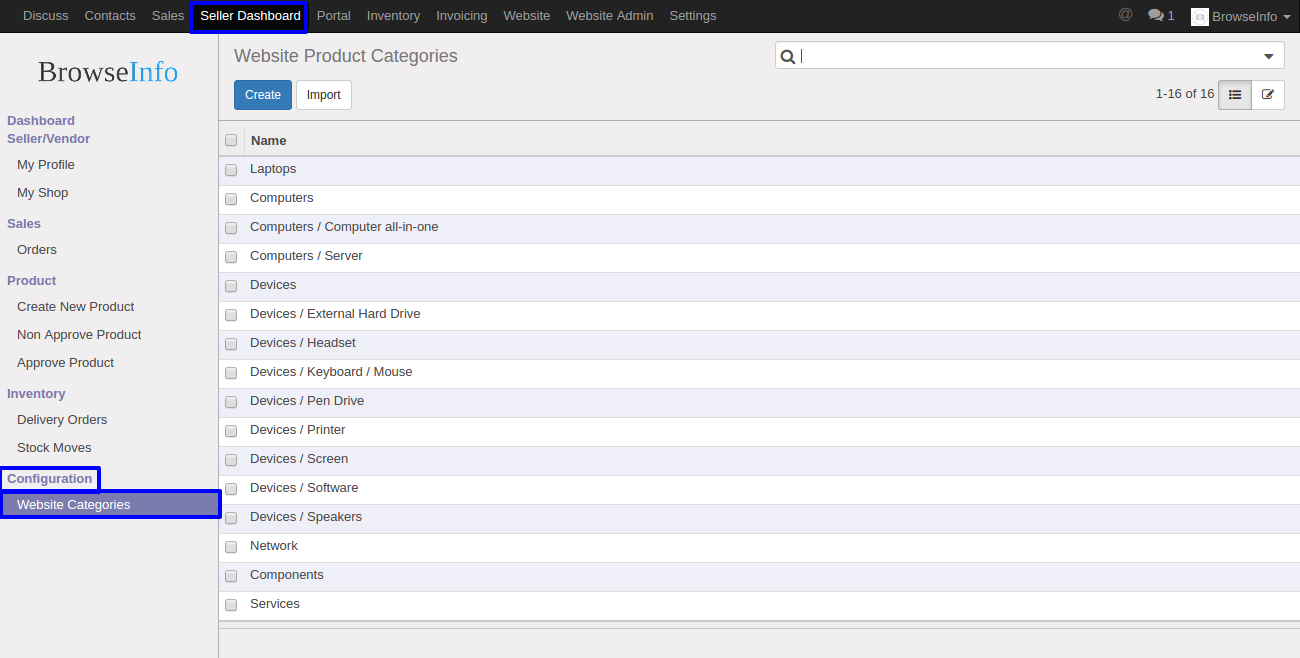 Discuss Contacts Sales Seller Dashboard Portal Inventory Invoicing Website Website Admin Settings @ 1 BrowseInfo
BrowseInfo
Dashboard
Seller/Vendor
My Profile
My Shop
Sales
Orders
Product
Create New Product
Non Approve Product
Approve Product
Inventory
Delivery Orders
Stock Moves
Configuration
Website Categories
Website Product Categories
Create Import
1-16 of 16
Name
Laptops
Computers
Computers / Computer all-in-one
Computers / Server
Devices
Devices / External Hard Drive
Devices / Headset
Devices / Keyboard / Mouse
Devices / Pen Drive
Devices / Printer
Devices / Screen
Devices / Software
Devices / Speakers
Network
Components
Services